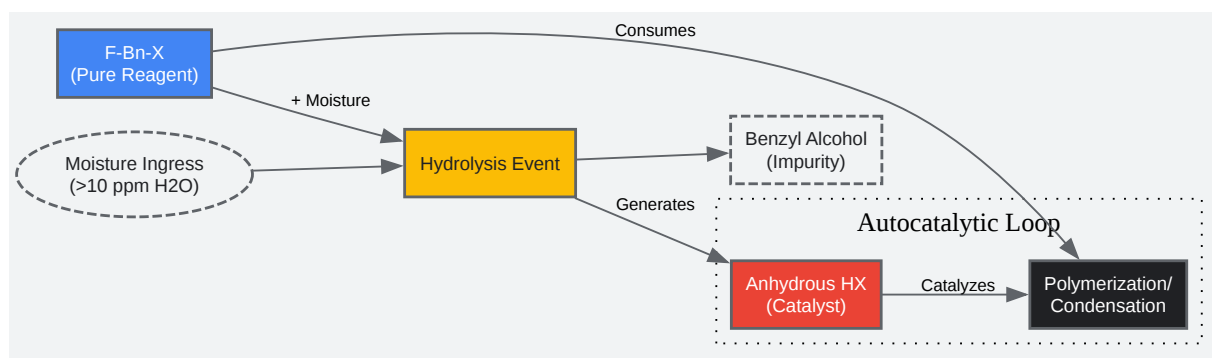 F-Bn-X
(Pure Reagent)
Consumes
+ Moisture
Moisture Ingress
(>10 ppm H2O)
Hydrolysis Event
Benzyl Alcohol
(Impurity)
Generates
Autocatalytic Loop
Anhydrous HX
(Catalyst)
Catalyzes
Polymerization/
Condensation